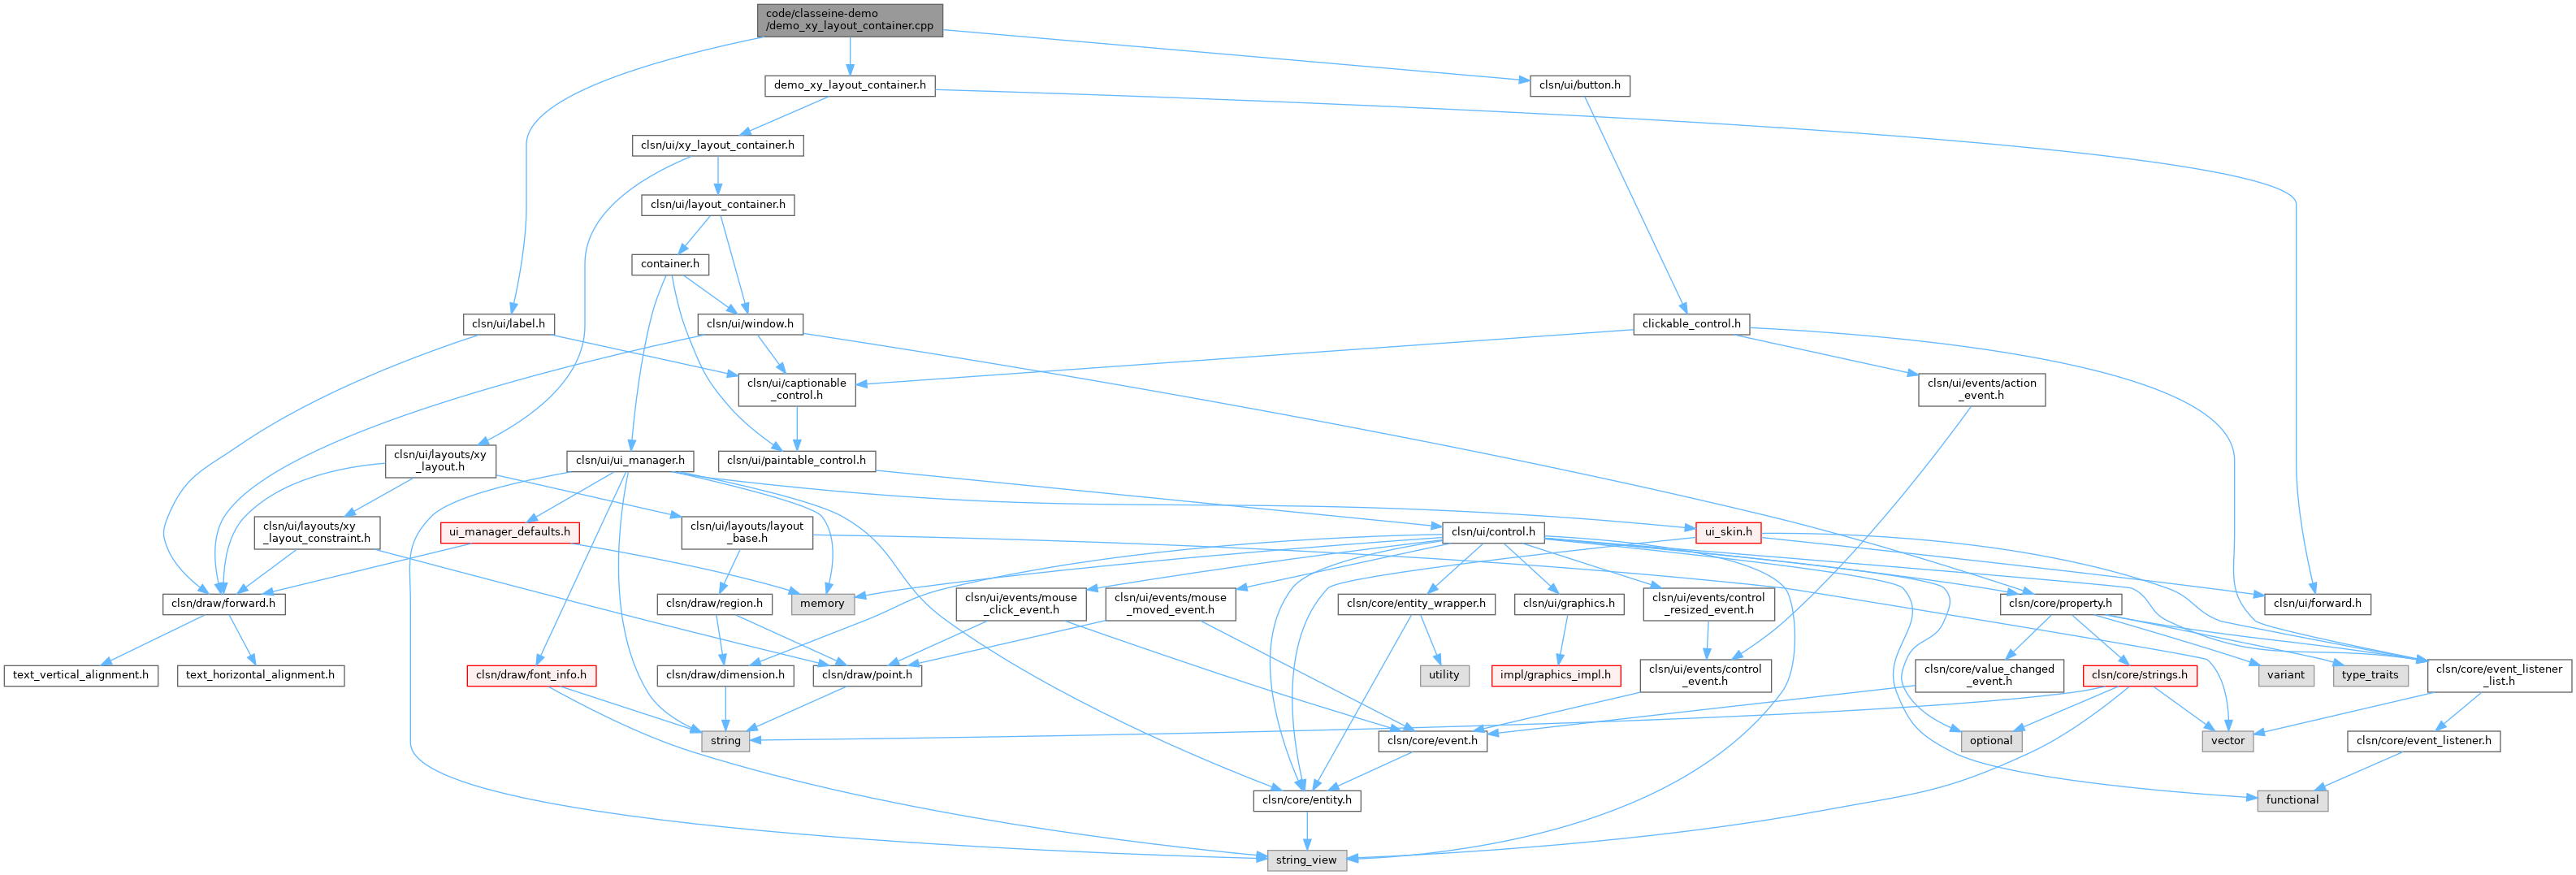 code/classeine-demo
/demo_xy_layout_container.cpp
demo_xy_layout_container.h
clsn/ui/button.h
clsn/ui/xy_layout_container.h
clsn/ui/layout_container.h
container.h
clsn/ui/label.h
clsn/ui/window.h
clickable_control.h
clsn/ui/captionable
_control.h
clsn/ui/events/action
_event.h
clsn/ui/layouts/xy
_layout.h
clsn/ui/ui_manager.h
clsn/ui/paintable_control.h
clsn/ui/layouts/xy
_layout_constraint.h
ui_manager_defaults.h
clsn/ui/layouts/layout
_base.h
clsn/ui/control.h
ui_skin.h
clsn/draw/forward.h
memory
clsn/draw/region.h
clsn/ui/events/mouse
_click_event.h
clsn/ui/events/mouse
_moved_event.h
clsn/core/entity_wrapper.h
clsn/ui/graphics.h
clsn/ui/events/control
_resized_event.h
clsn/core/property.h
clsn/ui/forward.h
text_vertical_alignment.h
text_horizontal_alignment.h
clsn/draw/font_info.h
clsn/draw/dimension.h
clsn/draw/point.h
utility
impl/graphics_impl.h
clsn/ui/events/control
_event.h
clsn/core/value_changed
_event.h
clsn/core/strings.h
variant
type_traits
clsn/core/event_listener
_list.h
string
clsn/core/event.h
optional
vector
clsn/core/event_listener.h
clsn/core/entity.h
functional
string_view